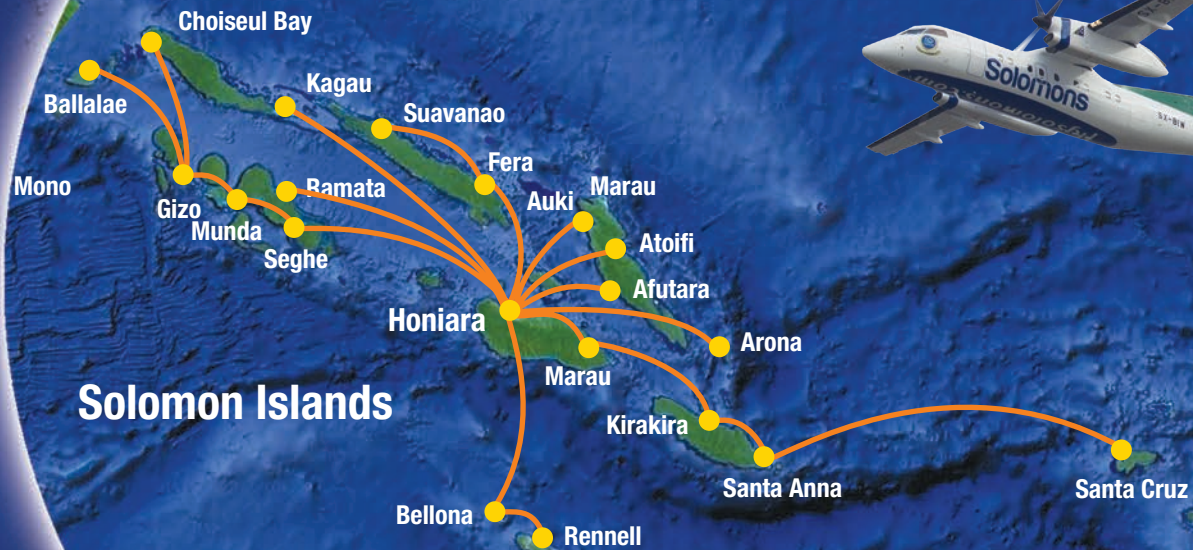 Choiseul Bay
Ballalae
Kagau
Suavanao
Fera
Solomons
Mono
Gizo
Munda
Seghe
Ramata
Auki
Marau
Atoifi
Afutara
Honiara
Arona
Marau
Solomon Islands
Kirakira
Santa Anna
Santa Cruz
Bellona
Rennell